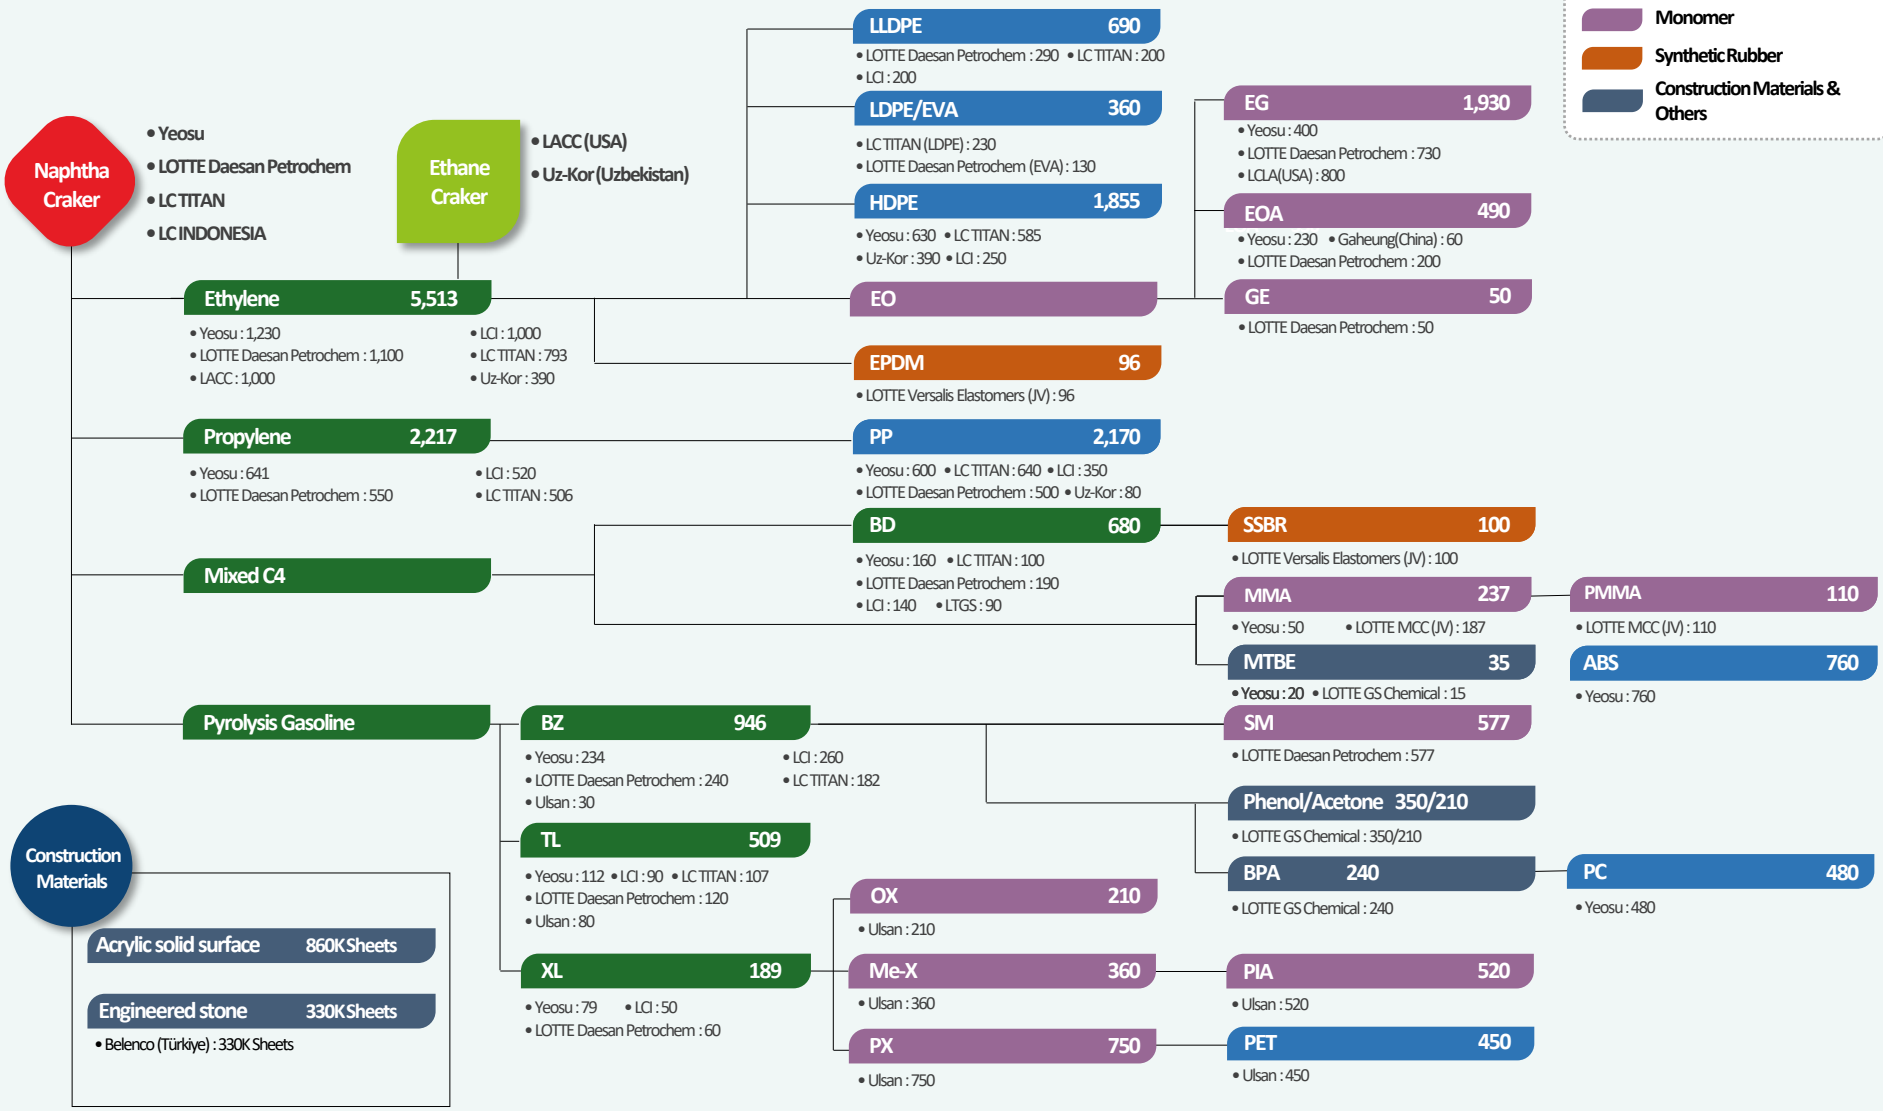 Monomer
Synthetic Rubber
Construction Materials &
Others
Naphtha
Craker
• Yeosu
• LOTTE Daesan Petrochem
• LC TITAN
• LC INDONESIA
Ethane
Craker
• LACC (USA)
• Uz-Kor (Uzbekistan)
Ethylene 5,513
• Yeosu : 1,230 • LCI : 1,000
• LOTTE Daesan Petrochem : 1,100 • LC TITAN : 793
• LACC : 1,000 • Uz-Kor : 390
LLDPE 690
• LOTTE Daesan Petrochem : 290 • LC TITAN : 200
• LCI : 200
LDPE/EVA 360
• LC TITAN (LDPE) : 230
• LOTTE Daesan Petrochem (EVA) : 130
HDPE 1,855
• Yeosu : 630 • LC TITAN : 585
• Uz-Kor : 390 • LCI : 250
EO
EG 1,930
• Yeosu : 400
• LOTTE Daesan Petrochem : 730
• LCLA(USA) : 800
EOA 490
• Yeosu : 230 • Gaheung(China) : 60
• LOTTE Daesan Petrochem : 200
GE 50
• LOTTE Daesan Petrochem : 50
EPDM 96
• LOTTE Versalis Elastomers (JV) : 96
Propylene 2,217
• Yeosu : 641 • LCI : 520
• LOTTE Daesan Petrochem : 550 • LC TITAN : 506
PP 2,170
• Yeosu : 600 • LC TITAN : 640 • LCI : 350
• LOTTE Daesan Petrochem : 500 • Uz-Kor : 80
Mixed C4
BD 680
• Yeosu : 160 • LC TITAN : 100
• LOTTE Daesan Petrochem : 190
• LCI : 140 • LTGS : 90
SSBR 100
• LOTTE Versalis Elastomers (JV) : 100
MMA 237
• Yeosu : 50 • LOTTE MCC (JV) : 187
PMMA 110
• LOTTE MCC (JV) : 110
MTBE 35
• Yeosu : 20 • LOTTE GS Chemical : 15
ABS 760
• Yeosu : 760
Pyrolysis Gasoline
BZ 946
• Yeosu : 234 • LCI : 260
• LOTTE Daesan Petrochem : 240 • LC TITAN : 182
• Ulsan : 30
SM 577
• LOTTE Daesan Petrochem : 577
Phenol/Acetone 350/210
• LOTTE GS Chemical : 350/210
BPA 240
• LOTTE GS Chemical : 240
PC 480
• Yeosu : 480
TL 509
• Yeosu : 112 • LCI : 90 • LC TITAN : 107
• LOTTE Daesan Petrochem : 120
• Ulsan : 80
XL 189
• Yeosu : 79 • LCI : 50
• LOTTE Daesan Petrochem : 60
OX 210
• Ulsan : 210
Me-X 360
• Ulsan : 360
PIA 520
• Ulsan : 520
PX 750
• Ulsan : 750
PET 450
• Ulsan : 450
Construction
Materials
Acrylic solid surface 860K Sheets
Engineered stone 330K Sheets
• Belenco (Türkiye) : 330K Sheets